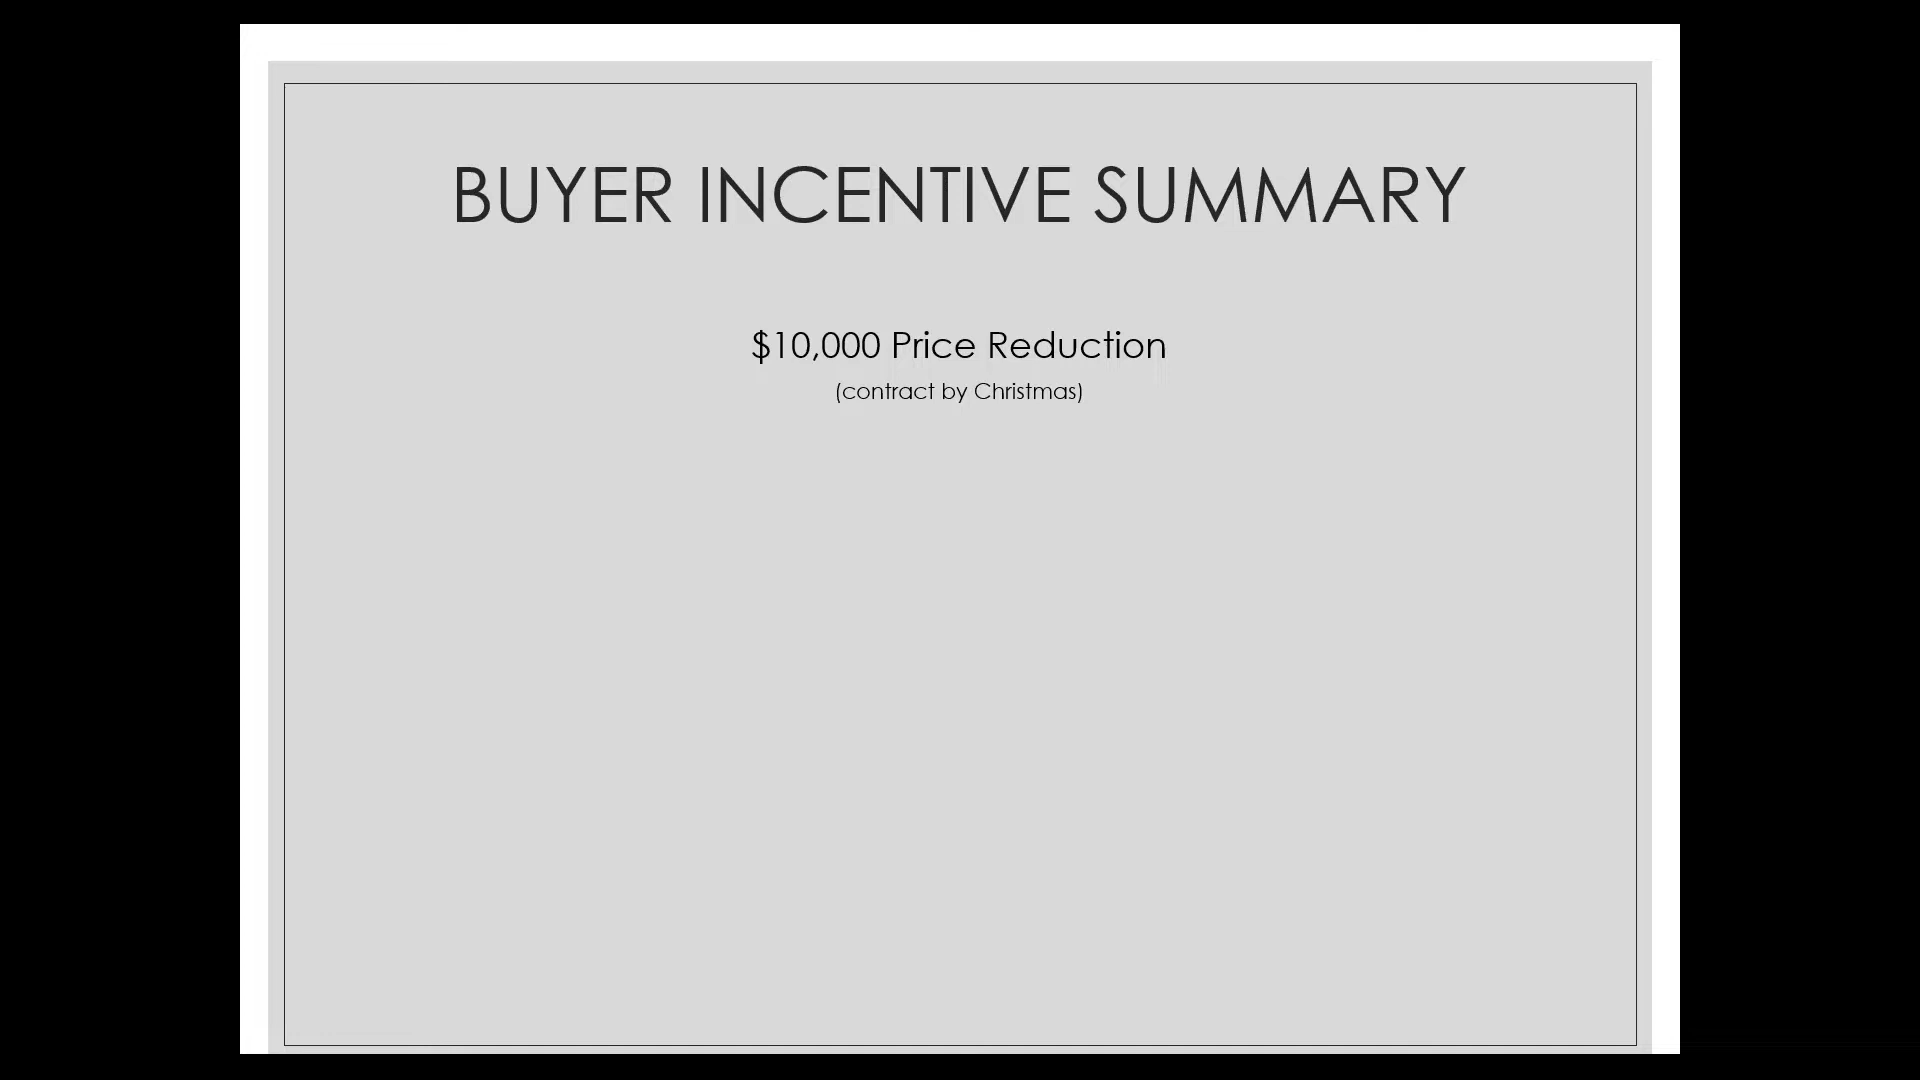 BUYER INCENTIVE SUMMARY
$10,000 Price Reduction
(contract by Christmas)